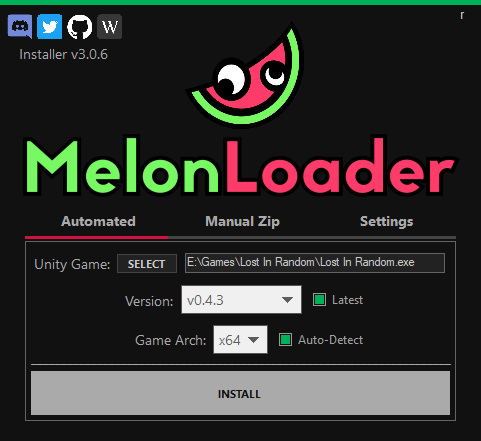 r
W
Installer v3.0.6
MelonLoader
Automated Manual Zip Settings
Unity Game: SELECT E:\Games\Lost In Random\Lost In Random.exe
Version: v0.4.3 Latest
Game Arch: x64 Auto-Detect
INSTALL